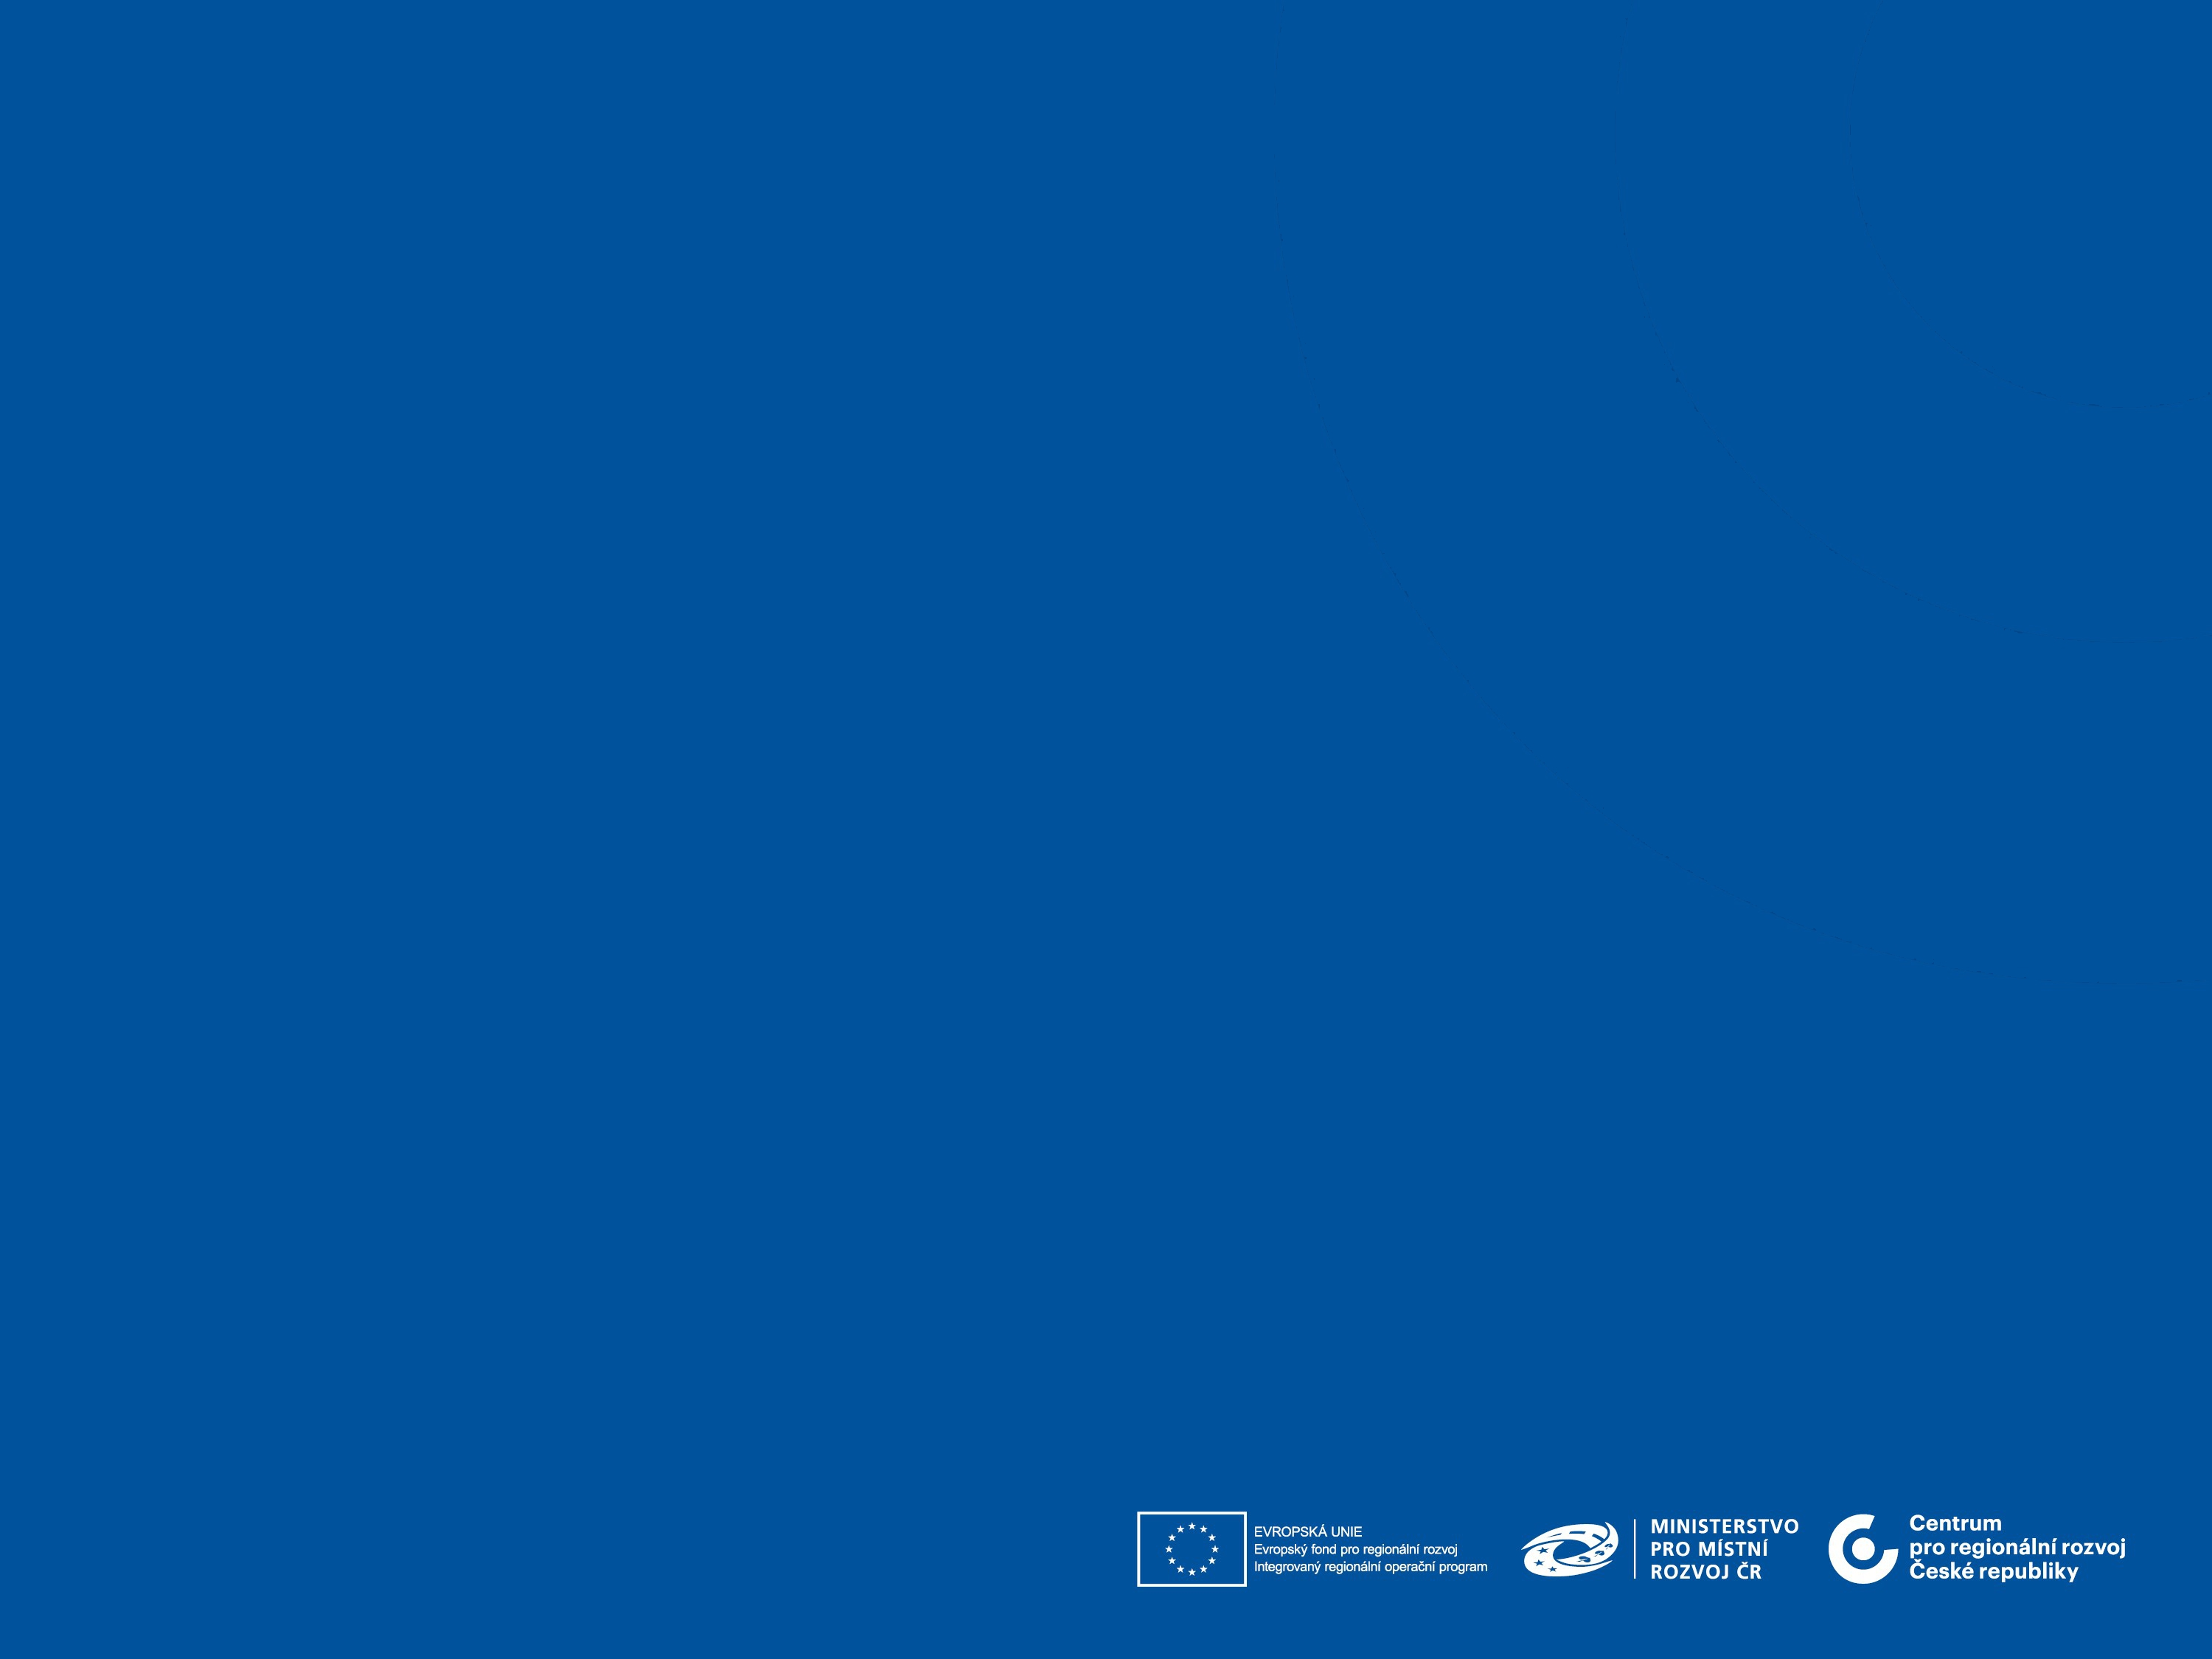 EVROPSKÁ UNIE
Evropský fond pro regionální rozvoj
Integrovaný regionální operační program
MINISTERSTVO
PRO MÍSTNÍ
ROZVOJ ČR
Centrum
pro regionální rozvoj
České republiky